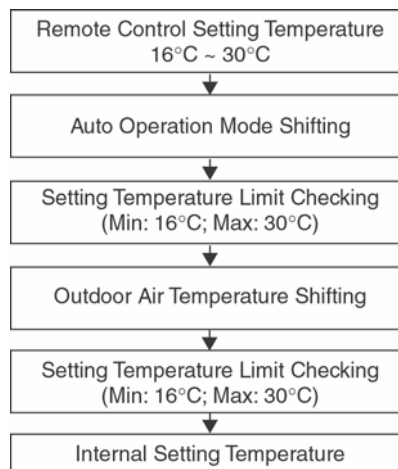 Remote Control Setting Temperature
16°C ~ 30°C
Auto Operation Mode Shifting
Setting Temperature Limit Checking
(Min: 16°C; Max: 30°C)
Outdoor Air Temperature Shifting
Setting Temperature Limit Checking
(Min: 16°C; Max: 30°C)
Internal Setting Temperature